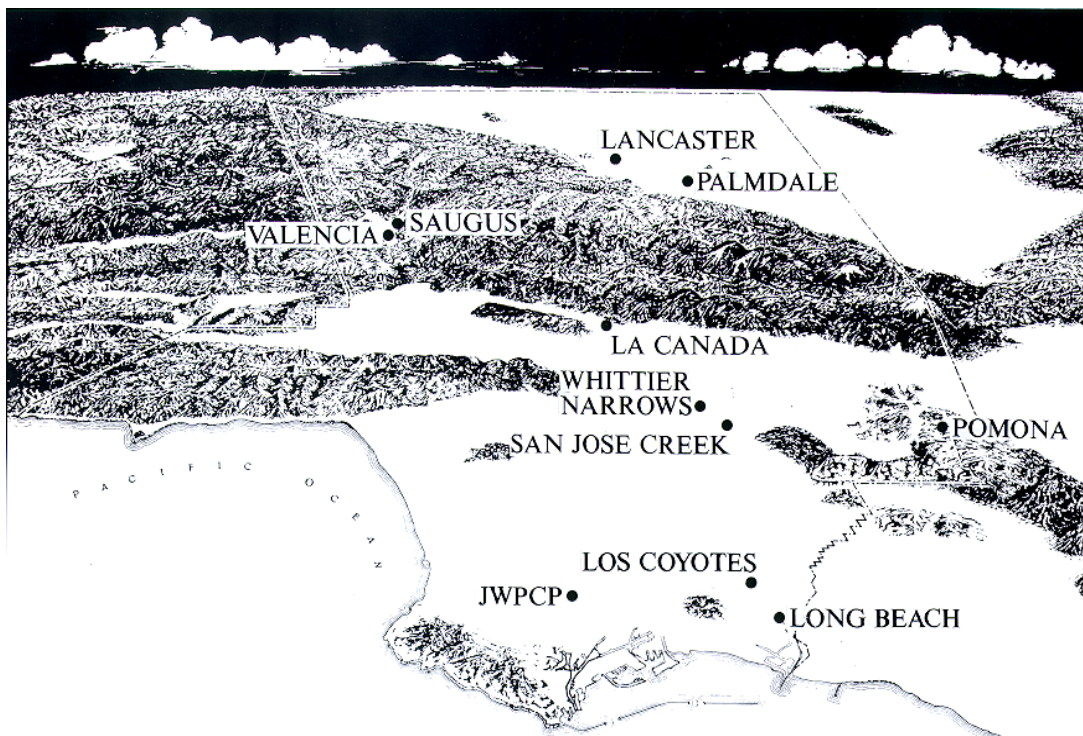 LANCASTER
PALMDALE
SAUGUS
VALENCIA
LA CANADA
WHITTIER
NARROWS
SAN JOSE CREEK
POMONA
PACIFIC OCEAN
LOS COYOTES
JWPCP
LONG BEACH